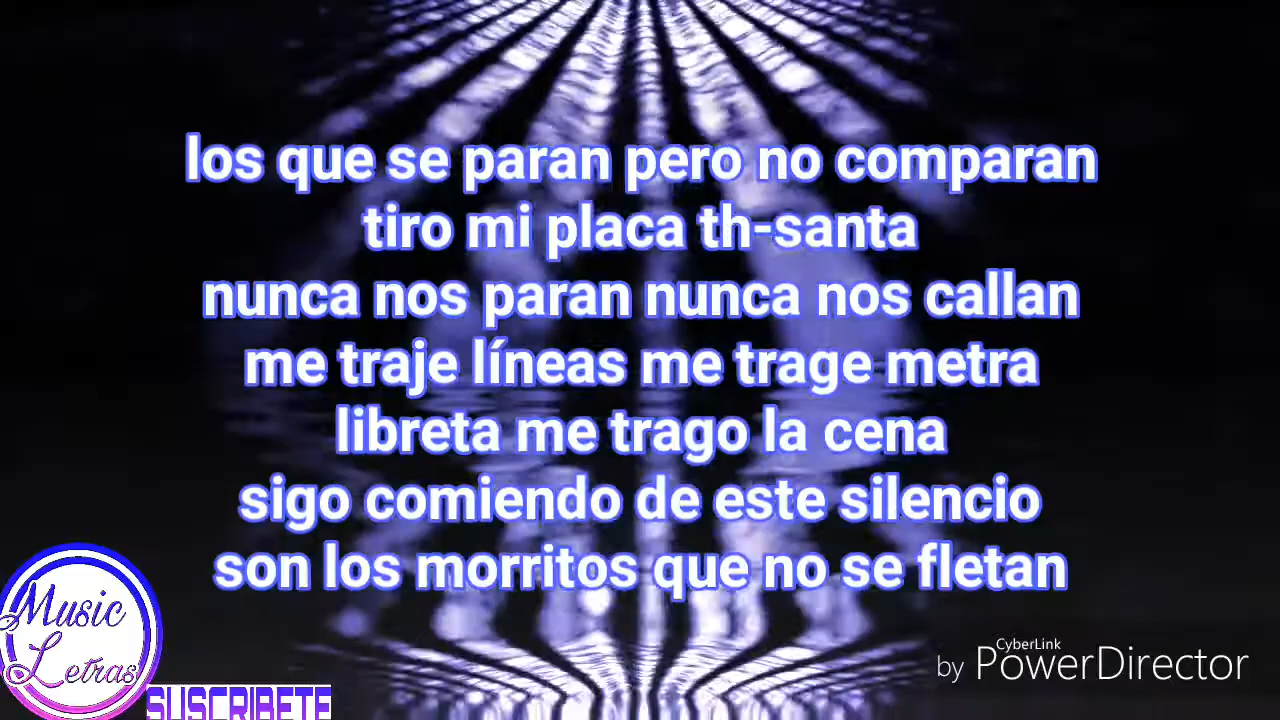 los que se paran pero no comparan
tiro mi placa th-santa
nunca nos paran nunca nos callan
me traje líneas me trage metra
libreta me trago la cena
sigo comiendo de este silencio
son los morritos que no se fletan
Music
Letras
SUSCRIBETE
CyberLink
by PowerDirector